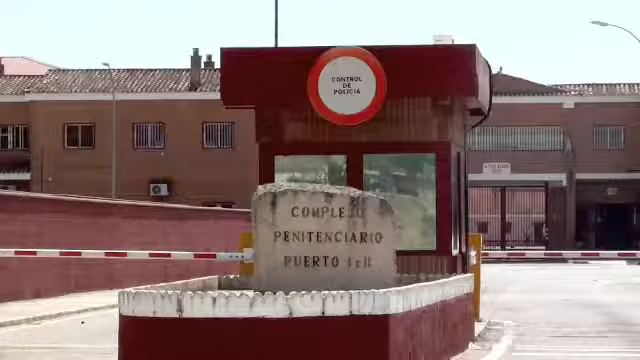 CONTROL
DE
POLICIA
COMPLEJO
PENITENCIARIO
PUERTO I y II